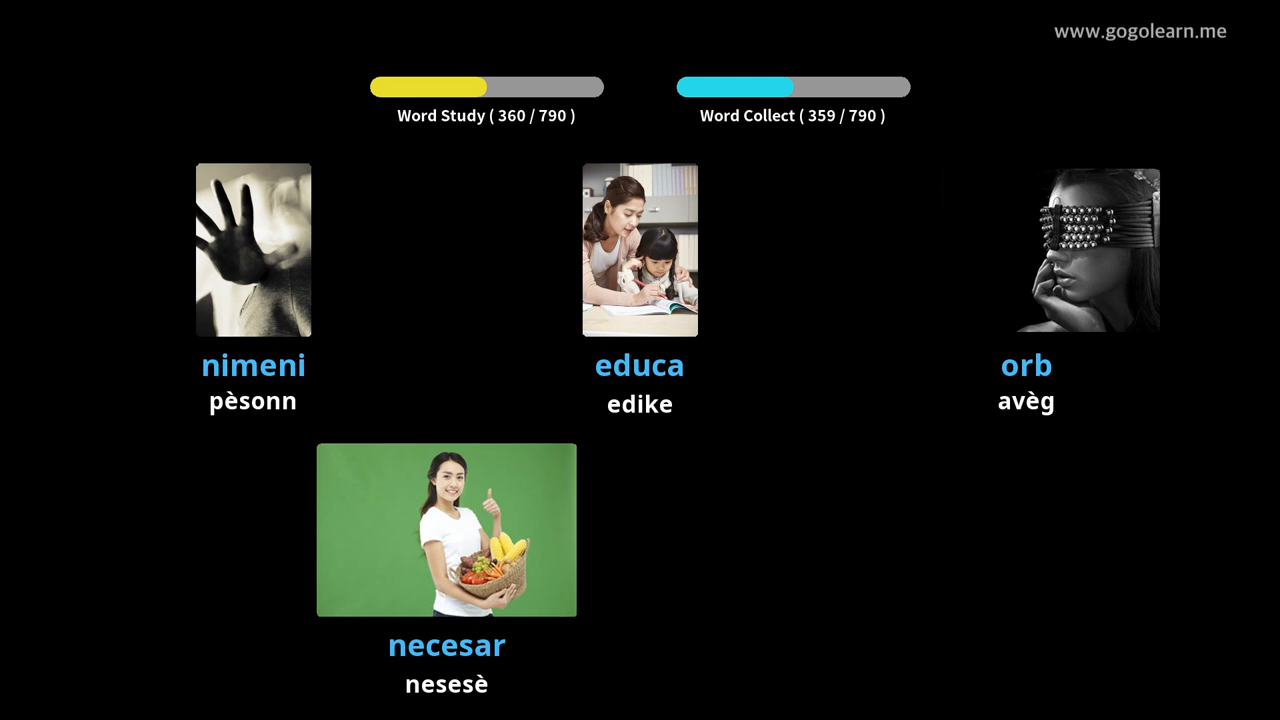 www.gogolearn.me
Word Study ( 360 / 790 )
Word Collect ( 359 / 790 )
nimeni
pèsonn
educa
edike
orb
avèg
necesar
nesesè